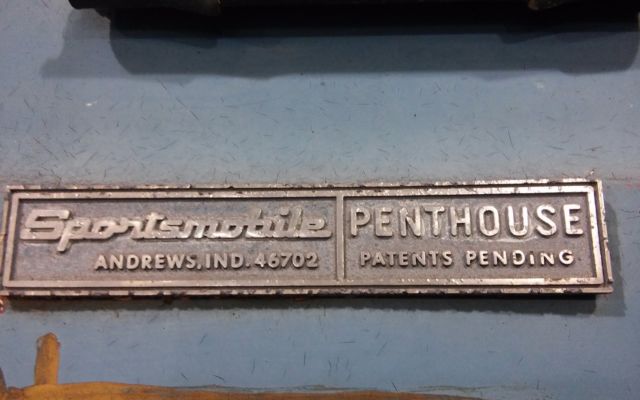 Sportsmobile
ANDREWS, IND. 46702
PENTHOUSE
PATENTS PENDING